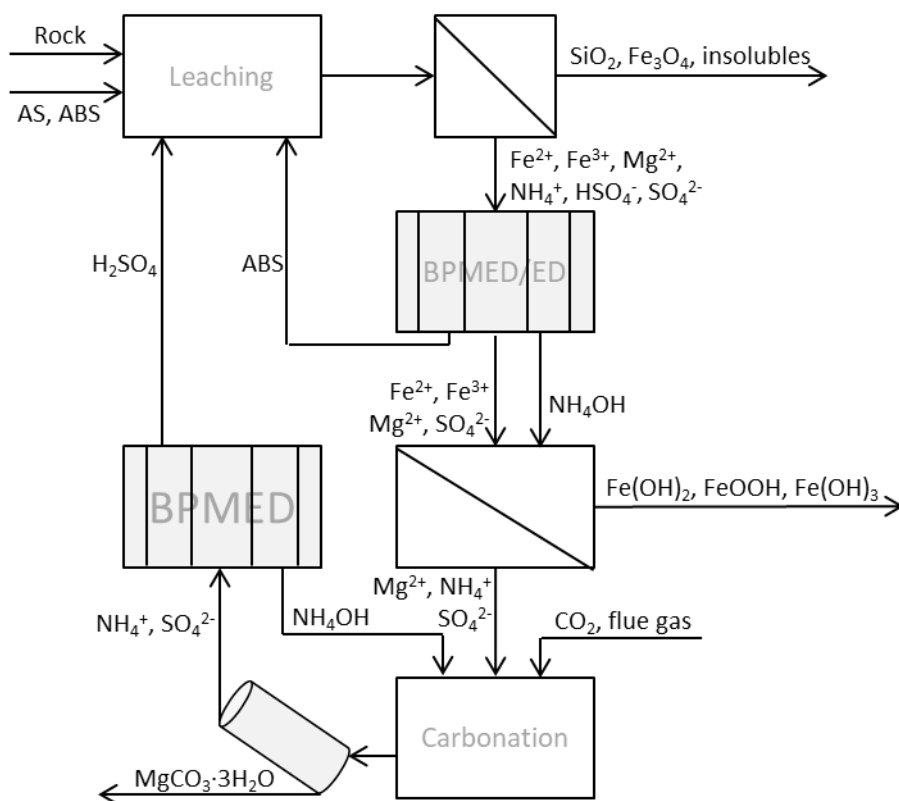 Rock
Leaching
SiO₂, Fe₃O₄, insolubles
AS, ABS
Fe²⁺, Fe³⁺, Mg²⁺,
NH₄⁺, HSO₄⁻, SO₄²⁻
H₂SO₄
ABS
BPMED/ED
Fe²⁺, Fe³⁺
Mg²⁺, SO₄²⁻
NH₄OH
BPMED
Fe(OH)₂, FeOOH, Fe(OH)₃
Mg²⁺, NH₄⁺
SO₄²⁻
NH₄⁺, SO₄²⁻
NH₄OH
CO₂, flue gas
Carbonation
MgCO₃·3H₂O